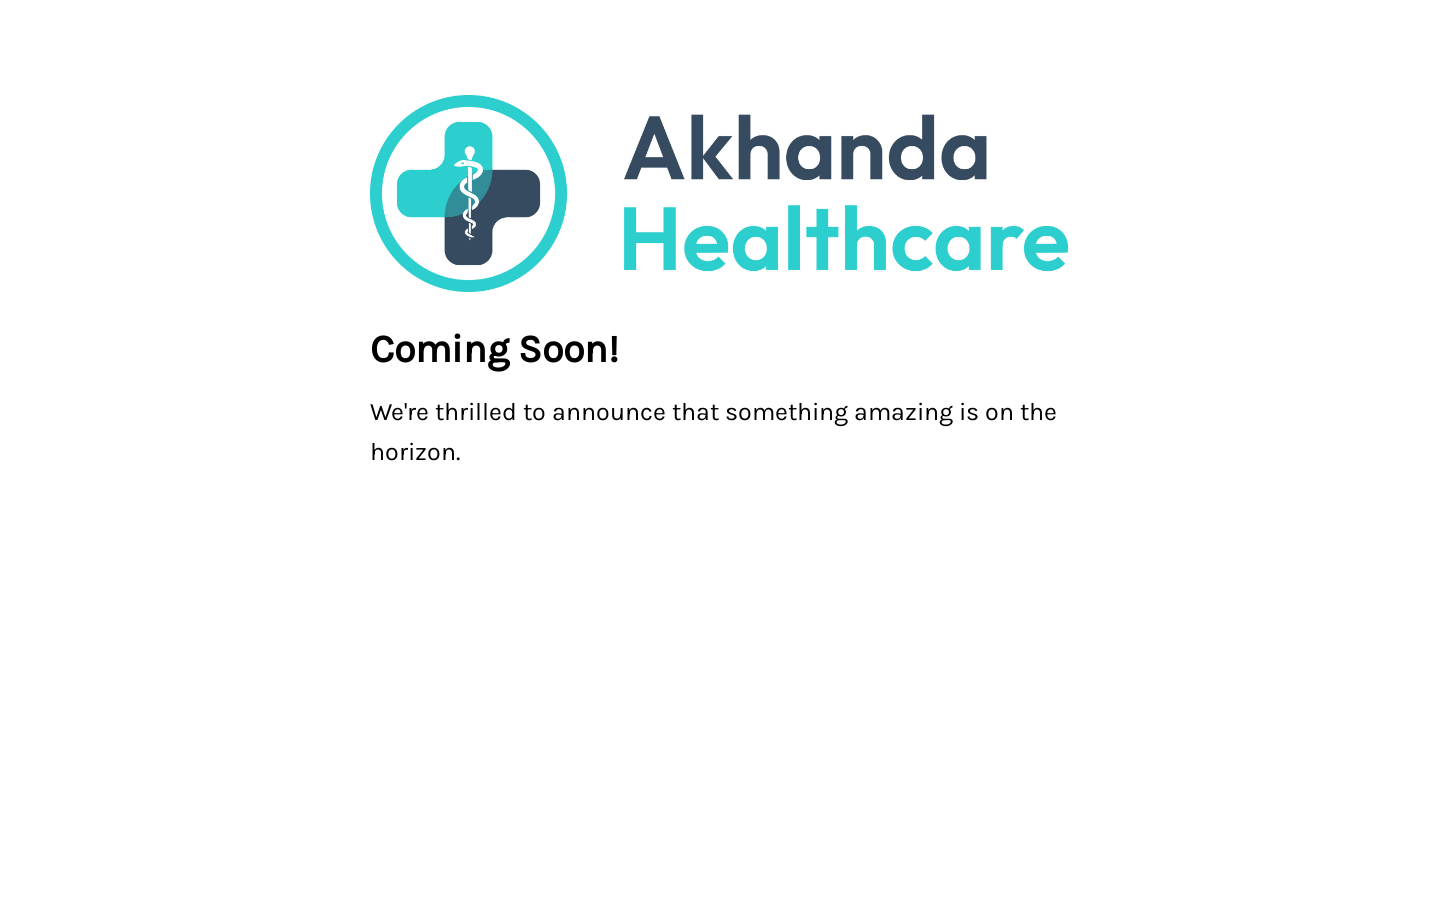 Akhanda
Healthcare
Coming Soon!
We're thrilled to announce that something amazing is on the
horizon.